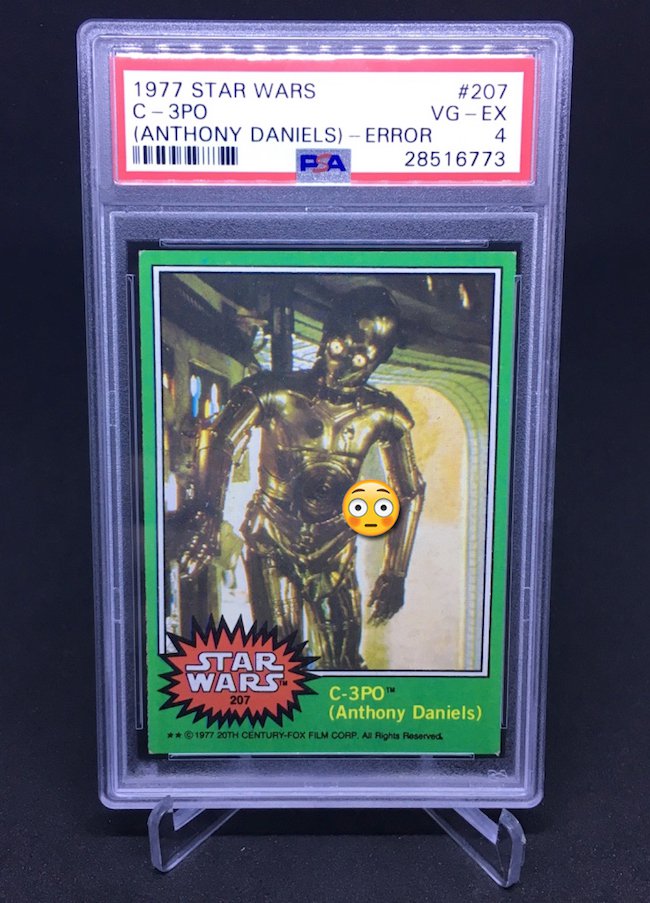 1977 STAR WARS #207
C-3PO VG-EX
(ANTHONY DANIELS)-ERROR 4
PSA 28516773
STAR
WARS™
207
C-3PO™
(Anthony Daniels)
★★ © 1977 20TH CENTURY-FOX FILM CORP. All Rights Reserved.